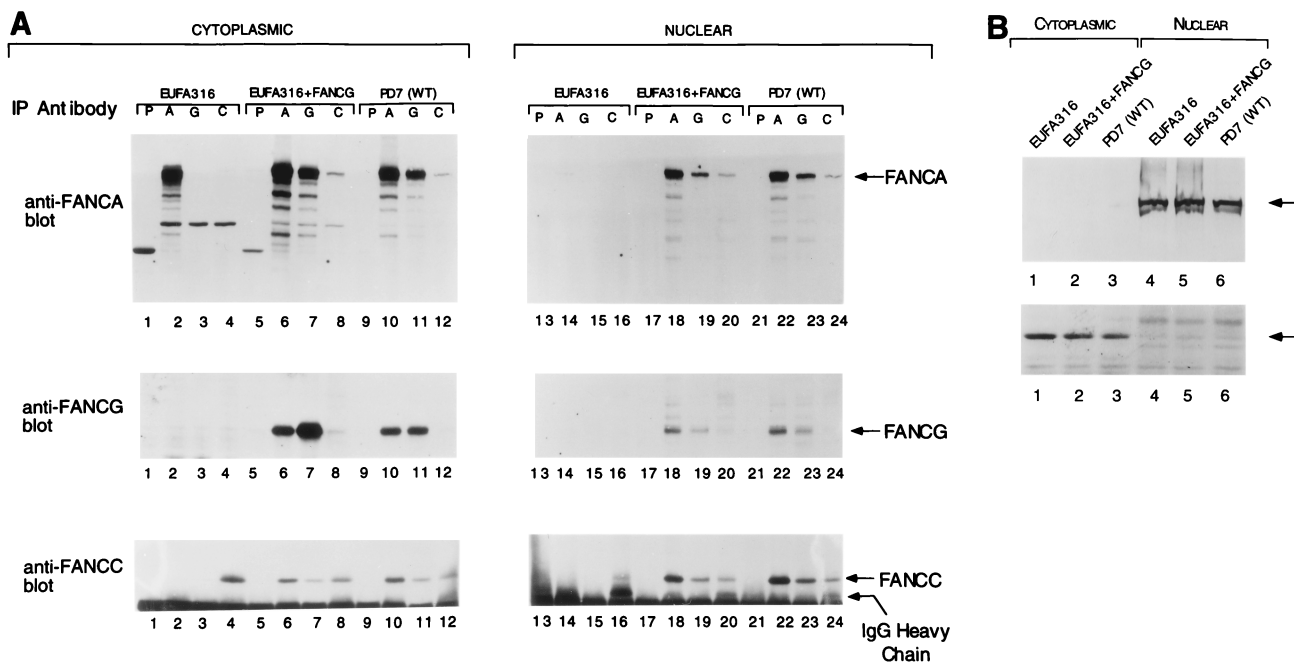 A
CYTOPLASMIC
NUCLEAR
IP Antibody
EUFA316 EUFA316+FANCG PD7 (WT)
P A G C P A G C P A G C
EUFA316 EUFA316+FANCG PD7 (WT)
P A G C P A G C P A G C
anti-FANCA
blot
FANCA
1 2 3 4 5 6 7 8 9 10 11 12
13 14 15 16 17 18 19 20 21 22 23 24
anti-FANCG
blot
FANCG
1 2 3 4 5 6 7 8 9 10 11 12
13 14 15 16 17 18 19 20 21 22 23 24
anti-FANCC
blot
FANCC
IgG Heavy
Chain
1 2 3 4 5 6 7 8 9 10 11 12
13 14 15 16 17 18 19 20 21 22 23 24
B
CYTOPLASMIC
NUCLEAR
EUFA316
EUFA316+FANCG
PD7 (WT)
EUFA316
EUFA316+FANCG
PD7 (WT)
1 2 3 4 5 6
1 2 3 4 5 6